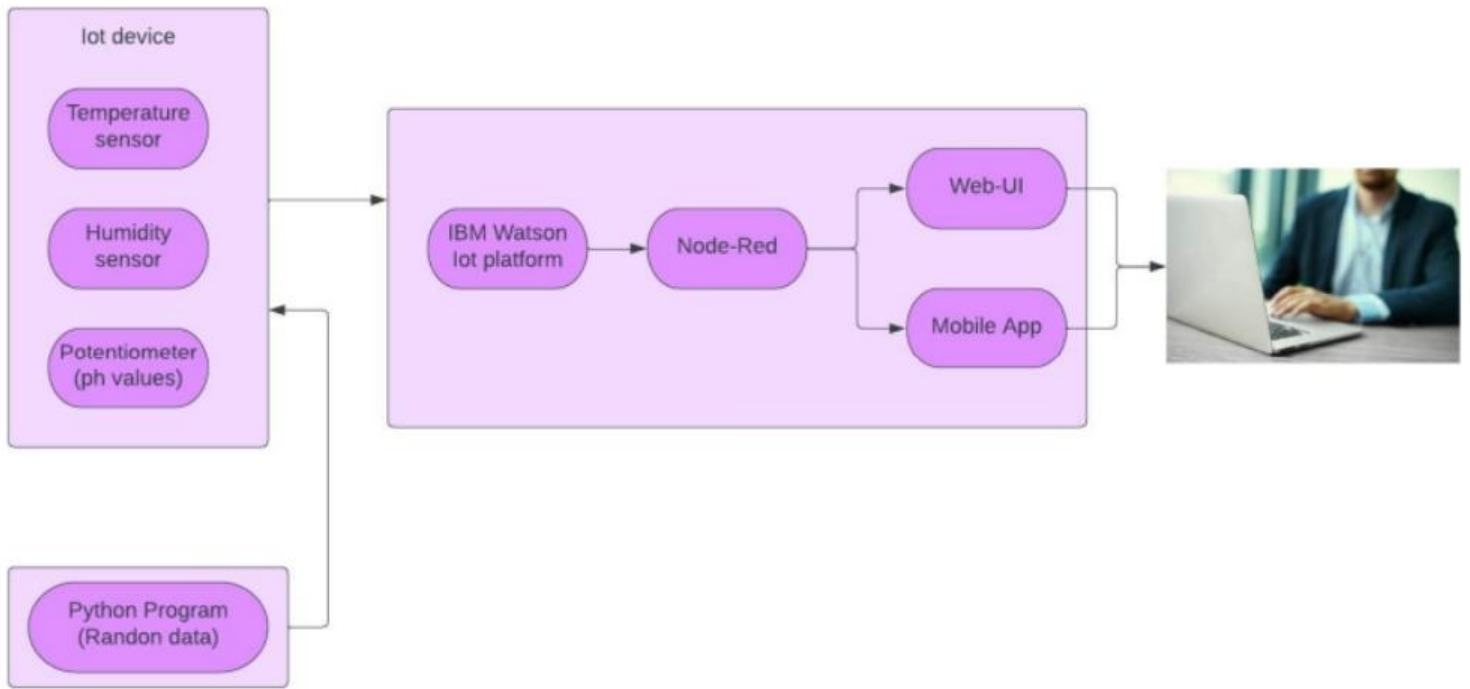 Iot device
Temperature
sensor
Humidity
sensor
Potentiometer
(ph values)
Python Program
(Randon data)
IBM Watson
Iot platform
Node-Red
Web-UI
Mobile App